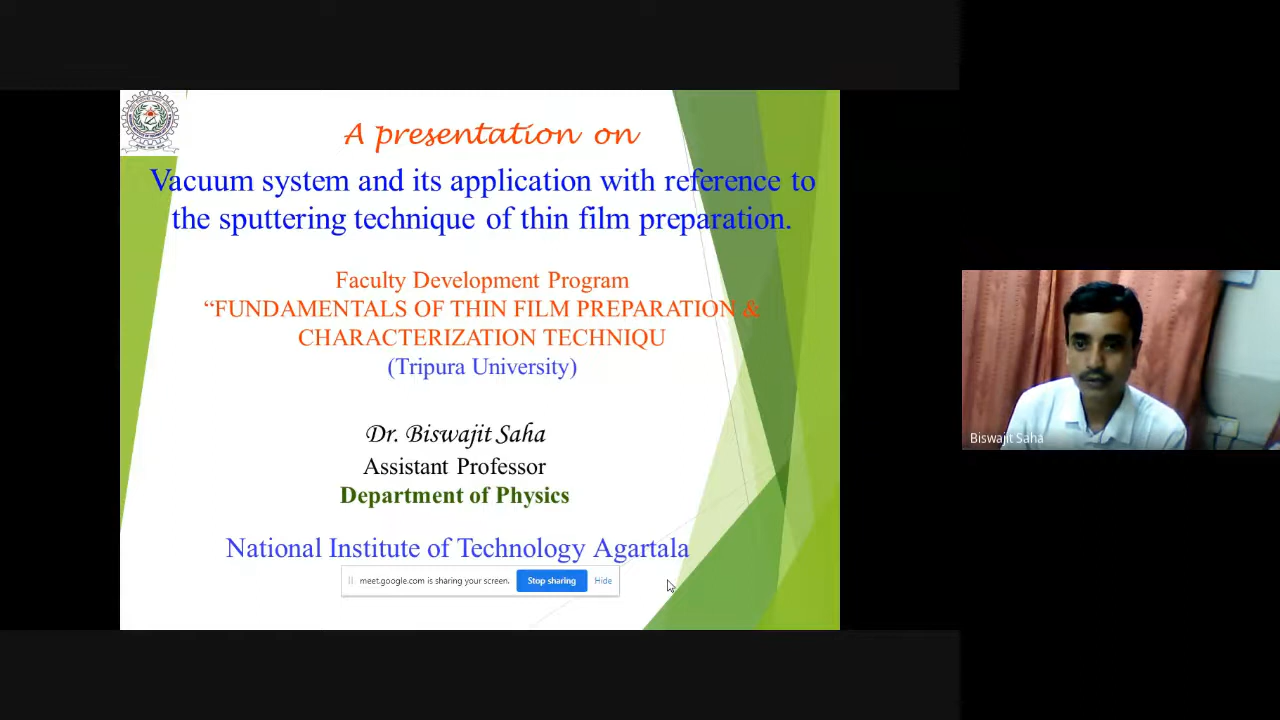 A presentation on
Vacuum system and its application with reference to
the sputtering technique of thin film preparation.
Faculty Development Program
“FUNDAMENTALS OF THIN FILM PREPARATION &
CHARACTERIZATION TECHNIQU
(Tripura University)
Dr. Biswajit Saha
Assistant Professor
Department of Physics
National Institute of Technology Agartala
meet.google.com is sharing your screen. Stop sharing Hide
Biswajit Saha